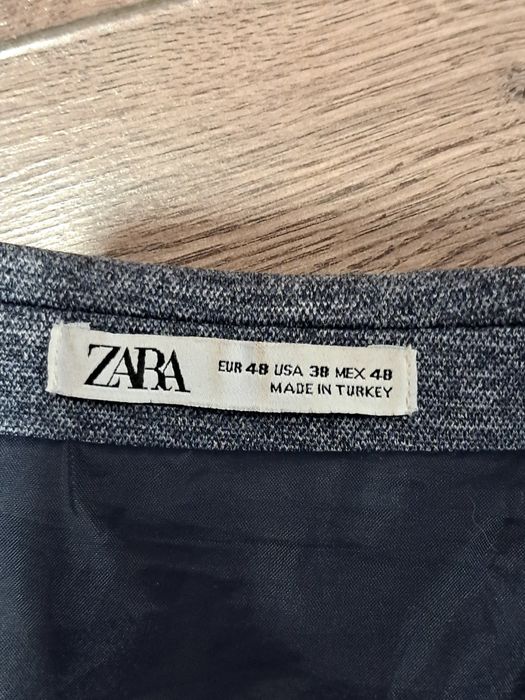 ZARA
EUR 48 USA 38 MEX 48
MADE IN TURKEY